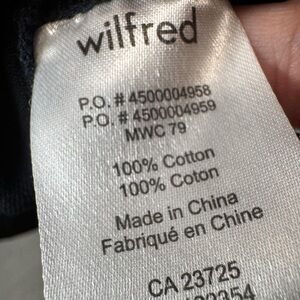 wilfred
P.O. # 4500004958
P.O. # 4500004959
MWC 79
100% Cotton
100% Coton
Made in China
Fabriqué en Chine
CA 23725